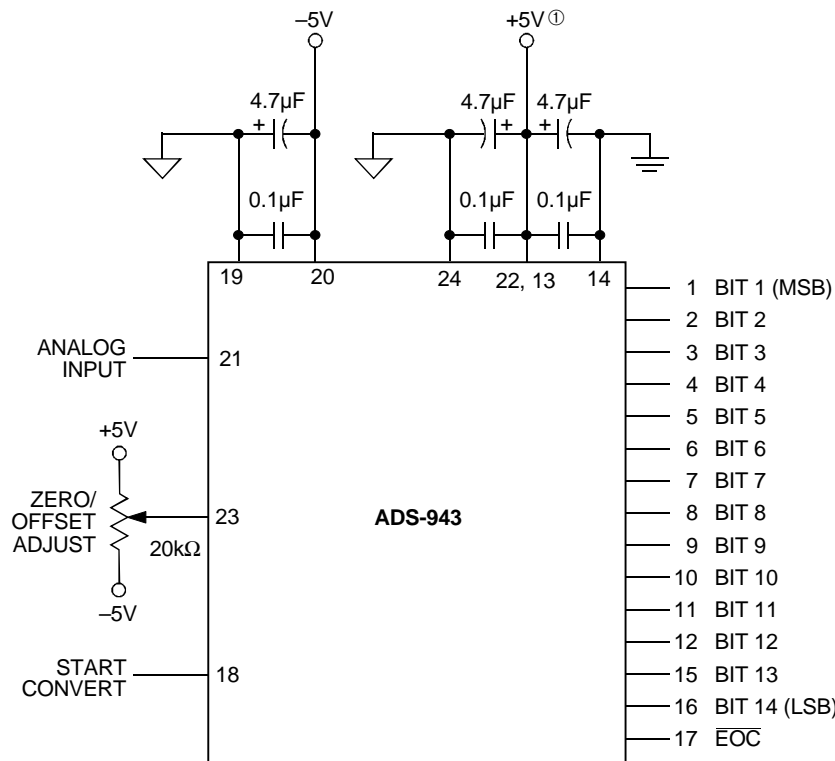 –5V
+5V ①
4.7µF
+
4.7µF
+
4.7µF
+
0.1µF
0.1µF
0.1µF
19
20
24
22, 13
14
ANALOG
INPUT
21
+5V
ZERO/
OFFSET
ADJUST
20kΩ
–5V
23
START
CONVERT
18
ADS-943
1 BIT 1 (MSB)
2 BIT 2
3 BIT 3
4 BIT 4
5 BIT 5
6 BIT 6
7 BIT 7
8 BIT 8
9 BIT 9
10 BIT 10
11 BIT 11
12 BIT 12
15 BIT 13
16 BIT 14 (LSB)
17 E̅O̅C̅